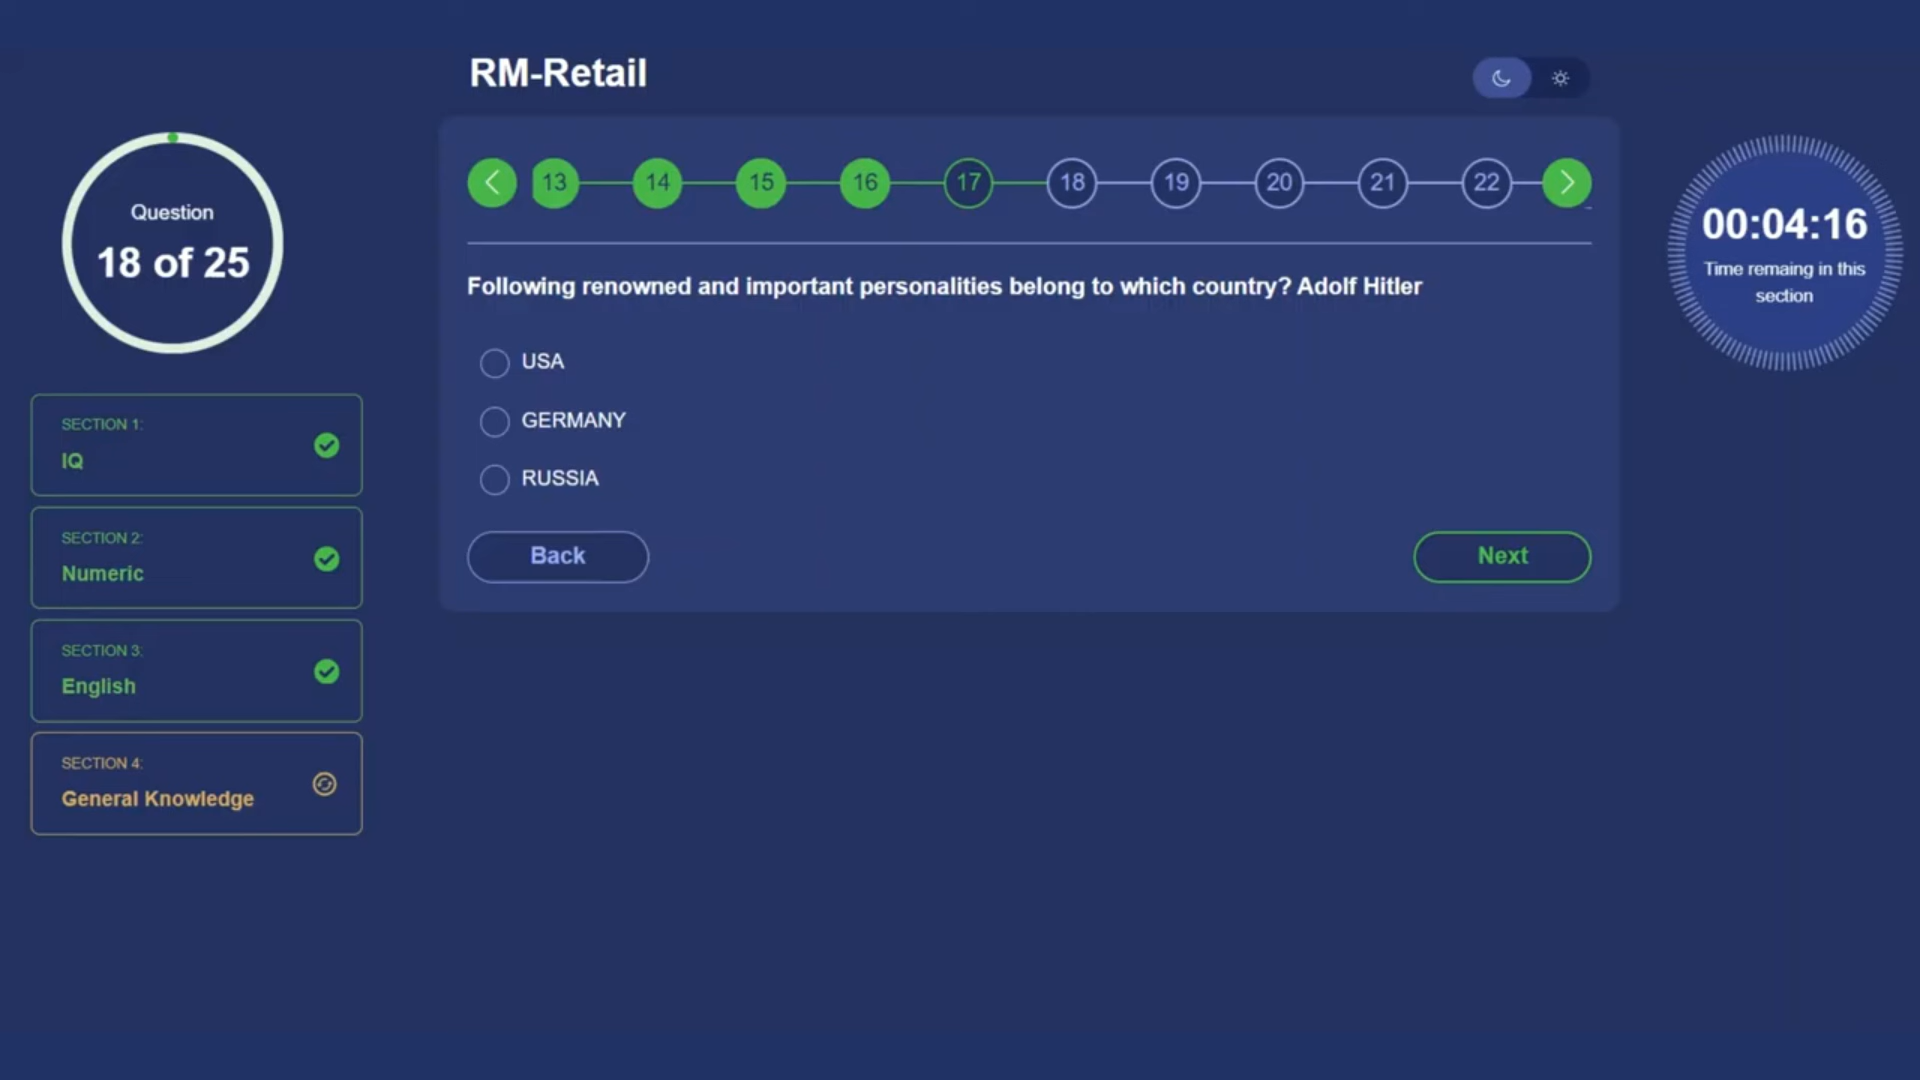 RM-Retail
Question
18 of 25
13 14 15 16 17 18 19 20 21 22
00:04:16
Time remaing in this
section
Following renowned and important personalities belong to which country? Adolf Hitler
USA
GERMANY
RUSSIA
Back
Next
SECTION 1:
IQ
SECTION 2:
Numeric
SECTION 3:
English
SECTION 4:
General Knowledge